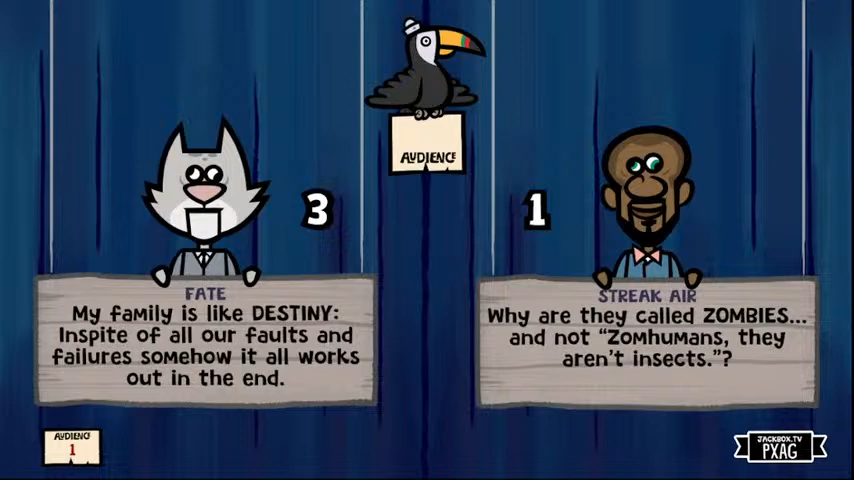 AUDIENCE
3
1
FATE
My family is like DESTINY:
Inspite of all our faults and
failures somehow it all works
out in the end.
STREAK AIR
Why are they called ZOMBIES...
and not “Zomhumans, they
aren't insects.”?
AUDIENCE
1
JACKBOX.TV
PXAG